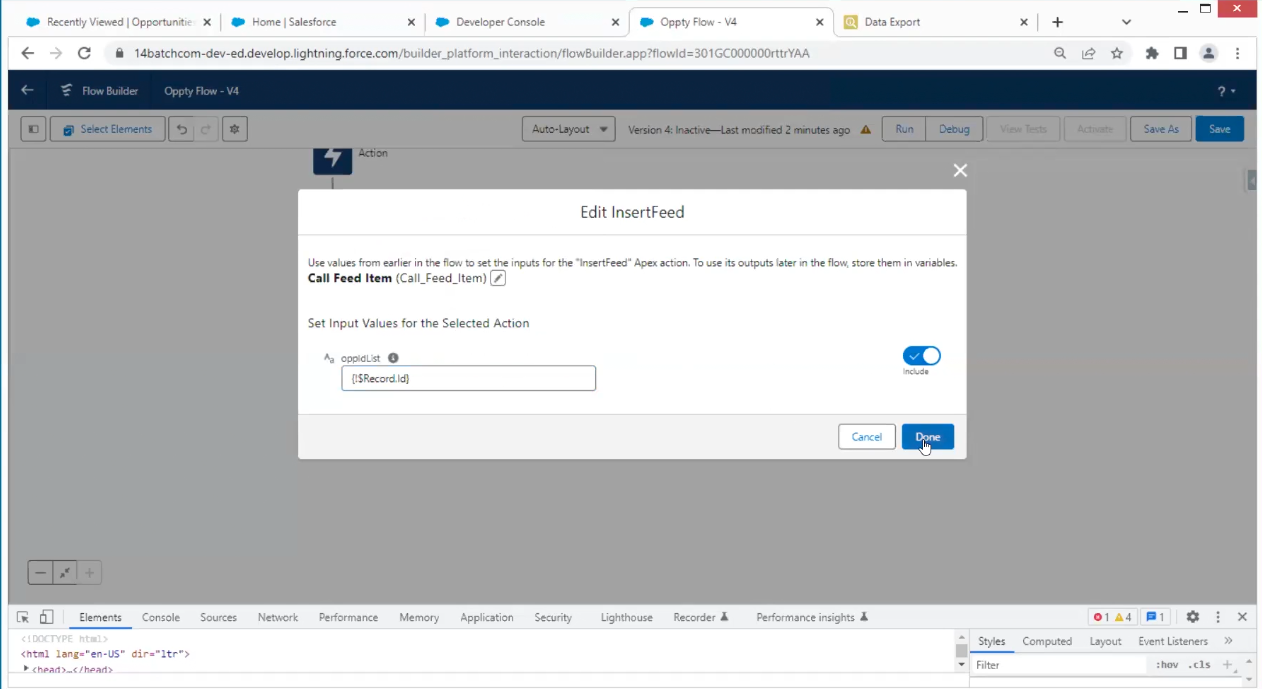 Recently Viewed | Opportunitie
Home | Salesforce
Developer Console
Oppty Flow - V4
Data Export
14batchcom-dev-ed.develop.lightning.force.com/builder_platform_interaction/flowBuilder.app?flowId=301GC000000rttrYAA
Flow Builder
Oppty Flow - V4
?
Select Elements
Auto-Layout
Version 4: Inactive—Last modified 2 minutes ago
Run
Debug
View Tests
Activate
Save As
Save
Action
Edit InsertFeed
Use values from earlier in the flow to set the inputs for the "InsertFeed" Apex action. To use its outputs later in the flow, store them in variables.
Call Feed Item (Call_Feed_Item)
Set Input Values for the Selected Action
Aa oppIdList
{!$Record.Id}
Include
Cancel
Done
Elements
Console
Sources
Network
Performance
Memory
Application
Security
Lighthouse
Recorder
Performance insights
1
4
1
<!DOCTYPE html>
<html lang="en-US" dir="ltr">
<head>…</head>
Styles
Computed
Layout
Event Listeners
Filter
:hov
.cls